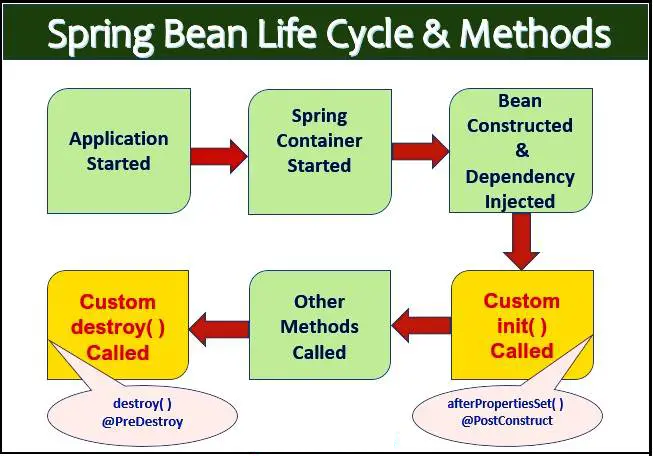 Spring Bean Life Cycle & Methods
Application
Started
Spring
Container
Started
Bean
Constructed
&
Dependency
Injected
Custom
destroy( )
Called
Other
Methods
Called
Custom
init( )
Called
destroy( )
@PreDestroy
afterPropertiesSet( )
@PostConstruct